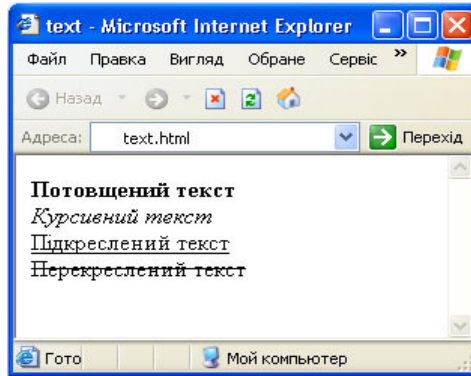 text - Microsoft Internet Explorer
Файл Правка Вигляд Обране Сервіс »
Назад
Адреса: text.html Перехід
Потовщений текст
Курсивний текст
Підкреслений текст
Перекреслений текст
Гото Мой компьютер